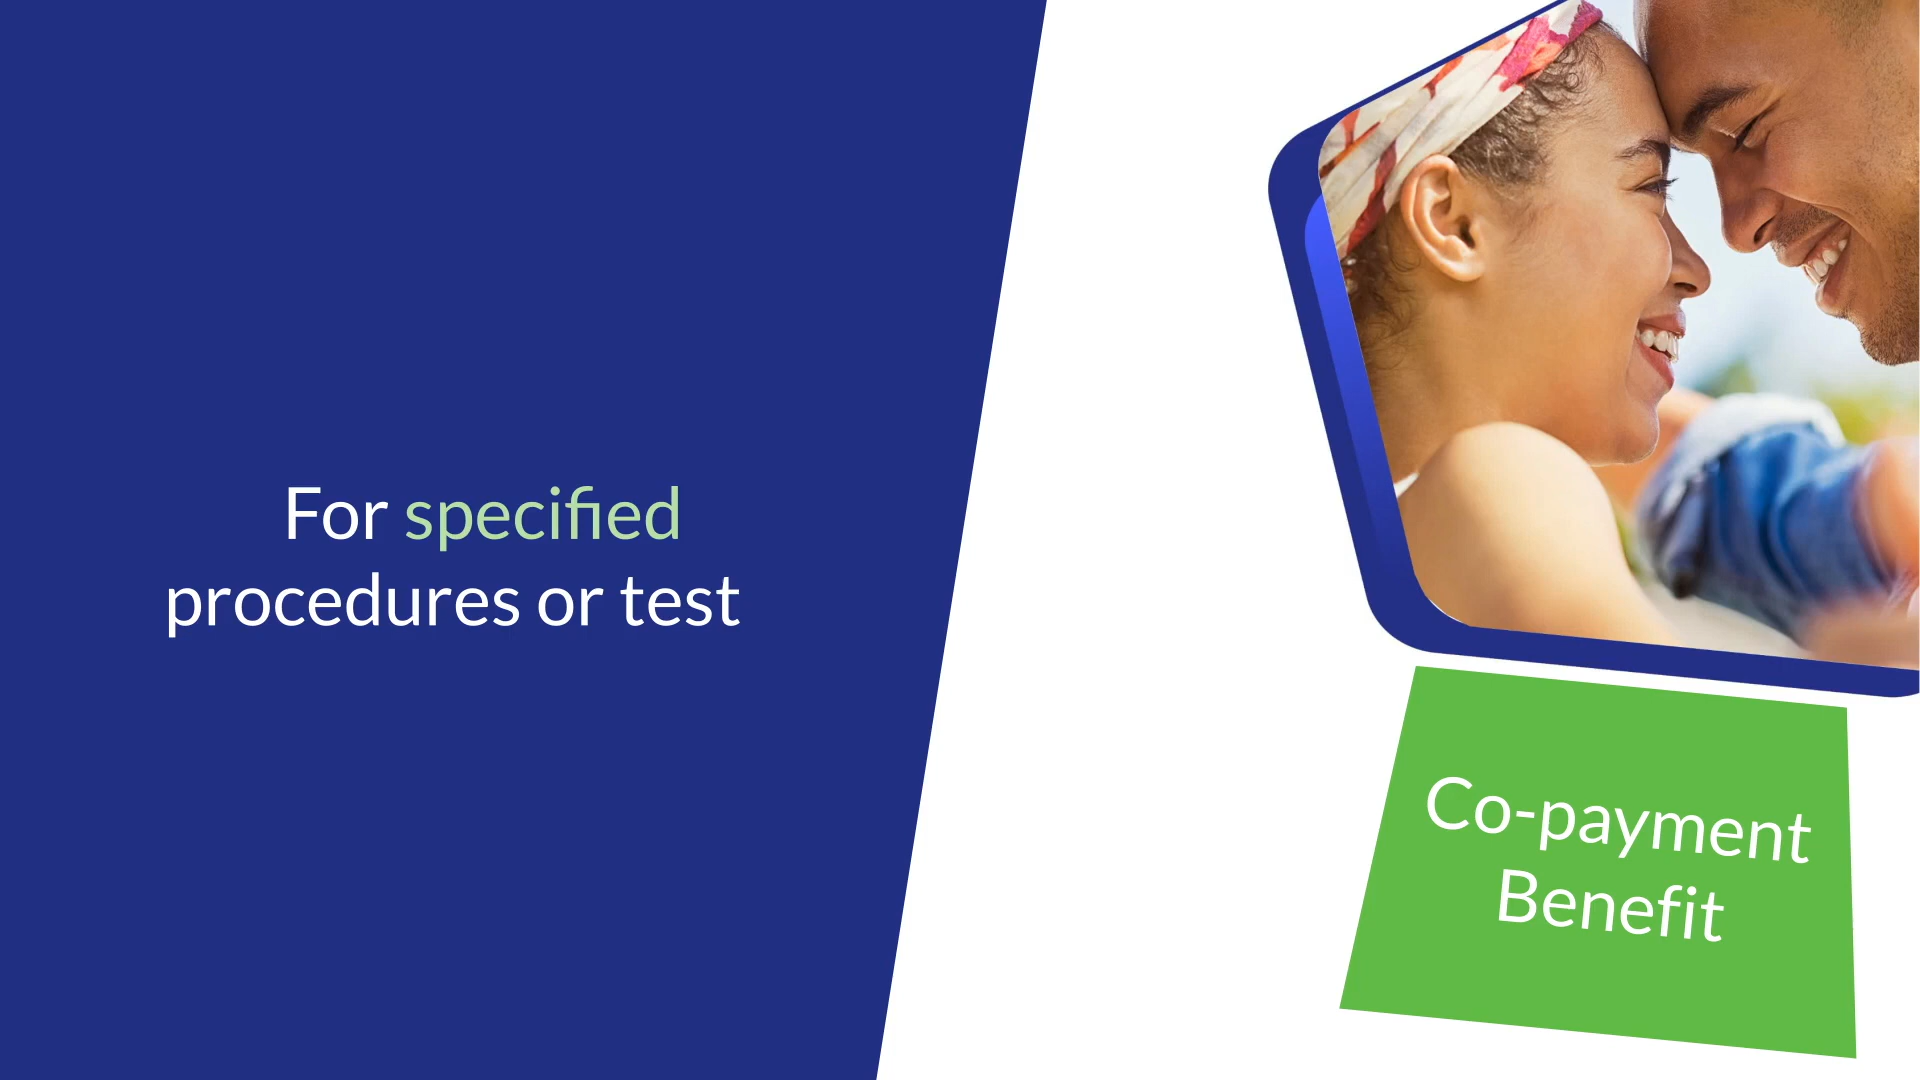 For specified
procedures or test
Co-payment
Benefit